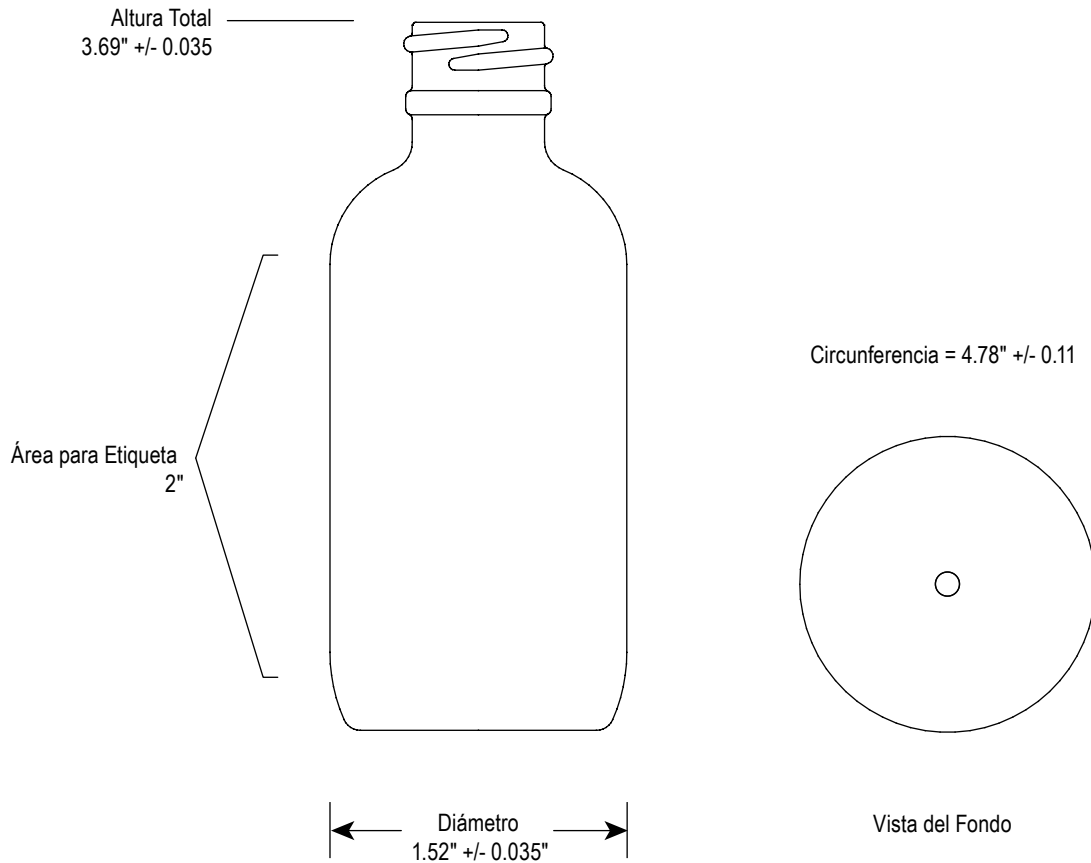 Altura Total
3.69" +/- 0.035
Circunferencia = 4.78" +/- 0.11
Área para Etiqueta
2"
Diámetro
1.52" +/- 0.035"
Vista del Fondo